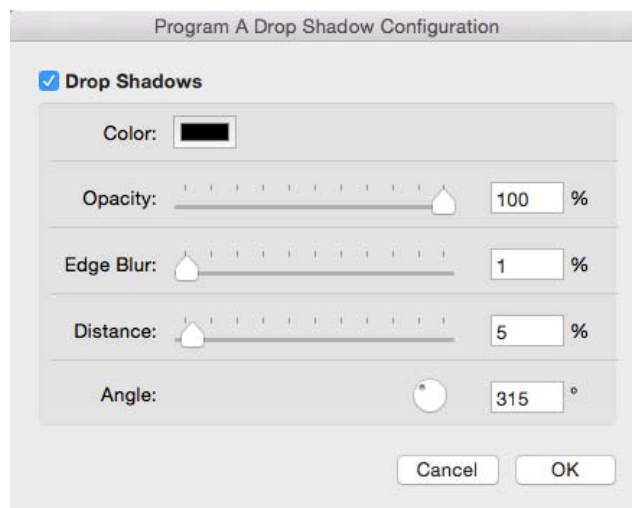 Program A Drop Shadow Configuration
Drop Shadows
Color:
Opacity: 100 %
Edge Blur: 1 %
Distance: 5 %
Angle: 315 °
Cancel OK